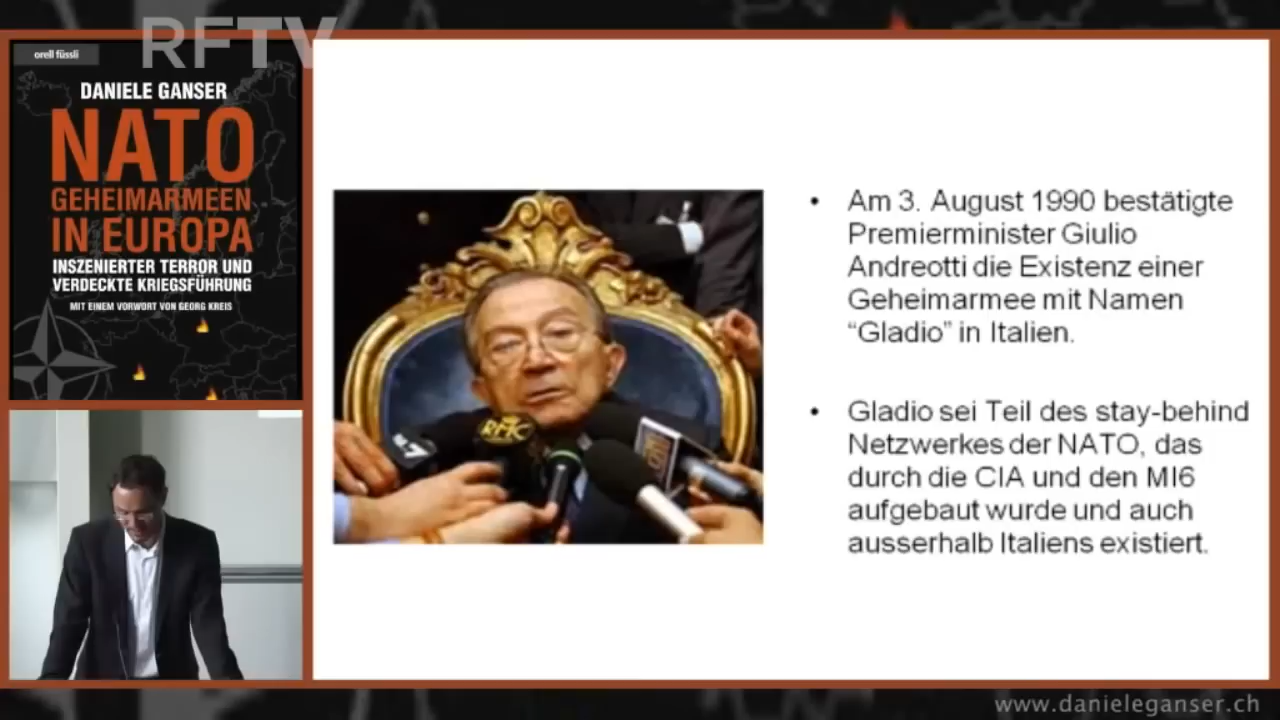 RFTV
orell füssli
DANIELE GANSER
NATO
GEHEIMARMEEN
IN EUROPA
INSZENIERTER TERROR UND
VERDECKTE KRIEGSFÜHRUNG
MIT EINEM VORWORT VON GEORG KREIS
RFK
• Am 3. August 1990 bestätigte
Premierminister Giulio
Andreotti die Existenz einer
Geheimarmee mit Namen
“Gladio” in Italien.
• Gladio sei Teil des stay-behind
Netzwerkes der NATO, das
durch die CIA und den MI6
aufgebaut wurde und auch
ausserhalb Italiens existiert.
www.danieleganser.ch